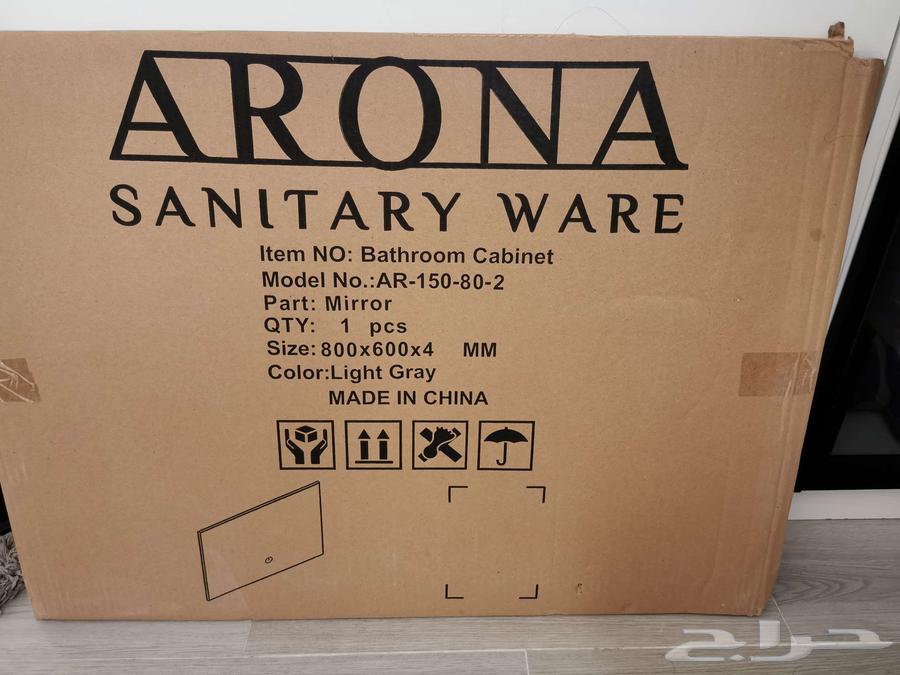 ARONA
SANITARY WARE
Item NO: Bathroom Cabinet
Model No.:AR-150-80-2
Part: Mirror
QTY: 1 pcs
Size:800x600x4 MM
Color:Light Gray
MADE IN CHINA
حراج